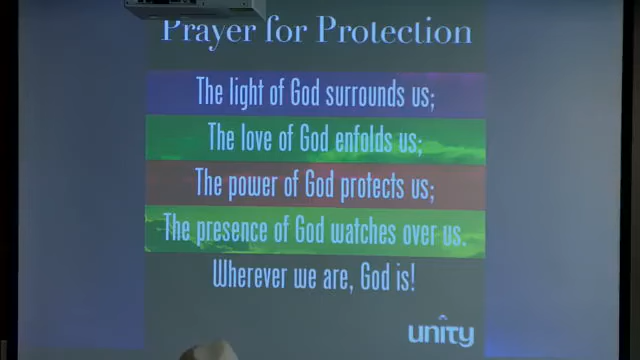 Prayer for Protection
The light of God surrounds us;
The love of God enfolds us;
The power of God protects us;
The presence of God watches over us.
Wherever we are, God is!
unity